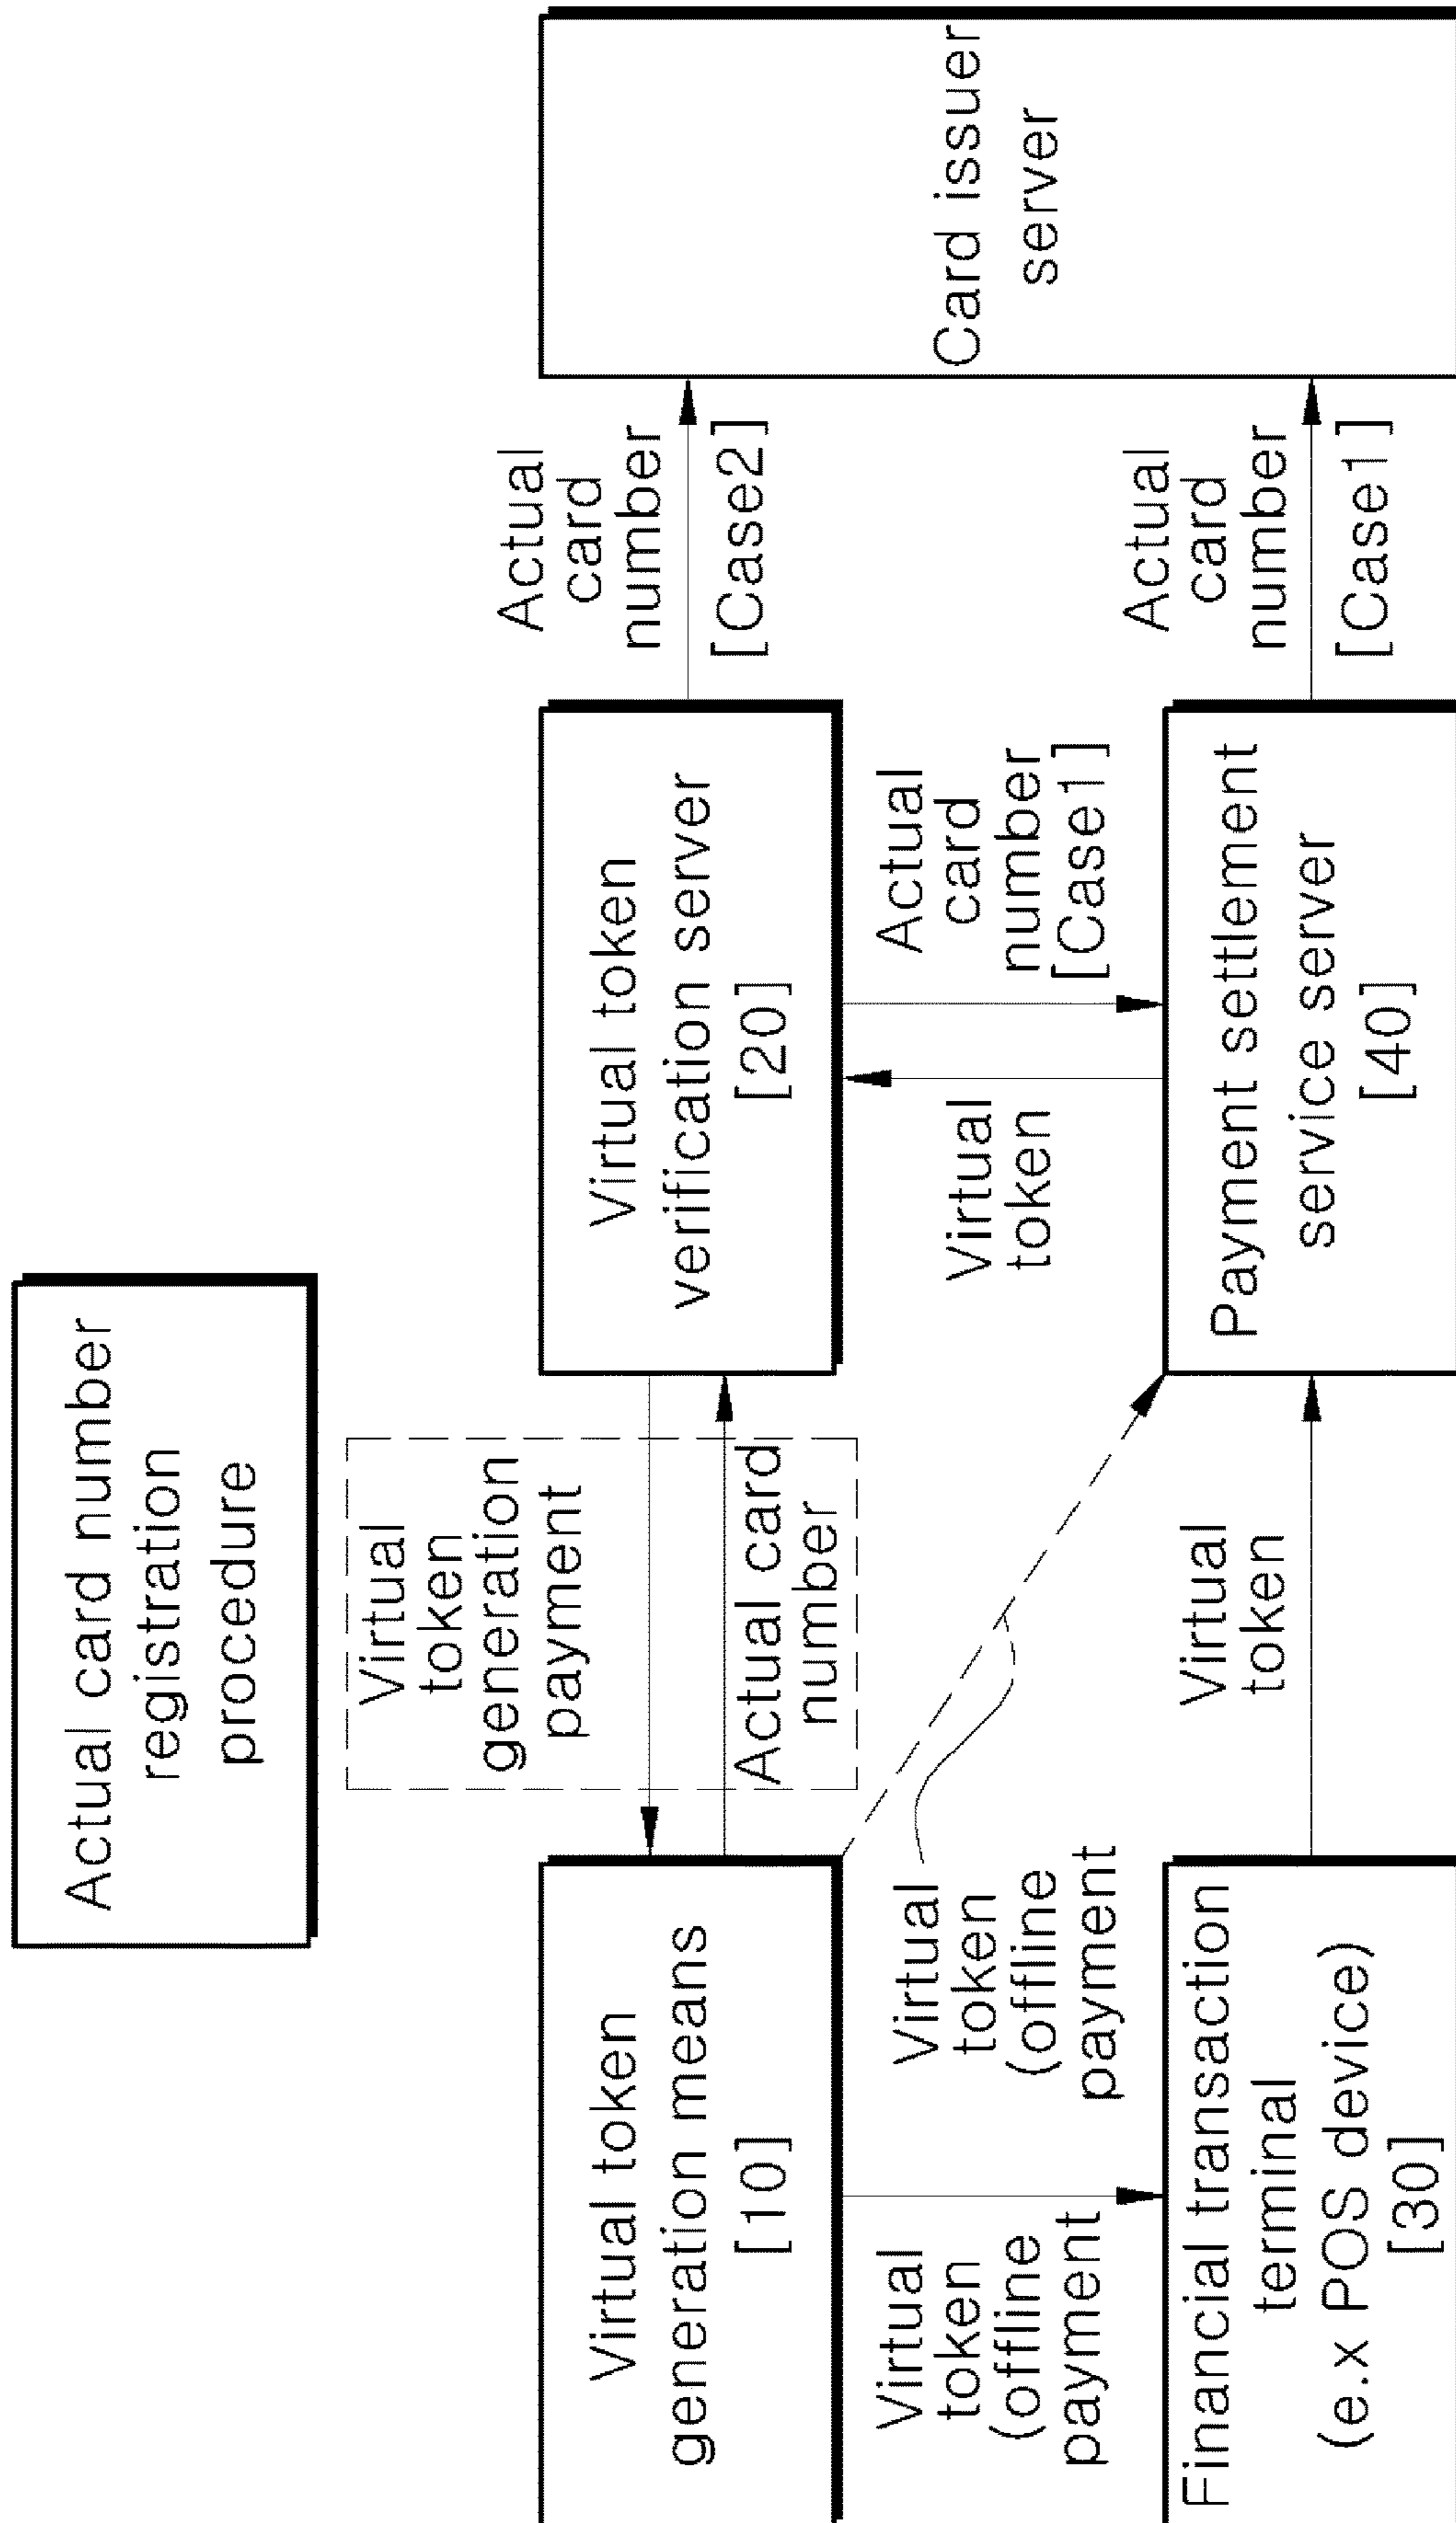 Actual card number
registration
procedure
Virtual
token
generation
payment
Actual card
number
Virtual token
generation means
[10]
Virtual token
verification server
[20]
Actual
card
number
[Case2]
Card issuer
server
Virtual
token
(offline
payment
Virtual
token
(offline
payment
Virtual
token
Actual
card
number
[Case1]
Financial transaction
terminal
(e.x POS device)
[30]
Virtual
token
Payment settlement
service server
[40]
Actual
card
number
[Case1]